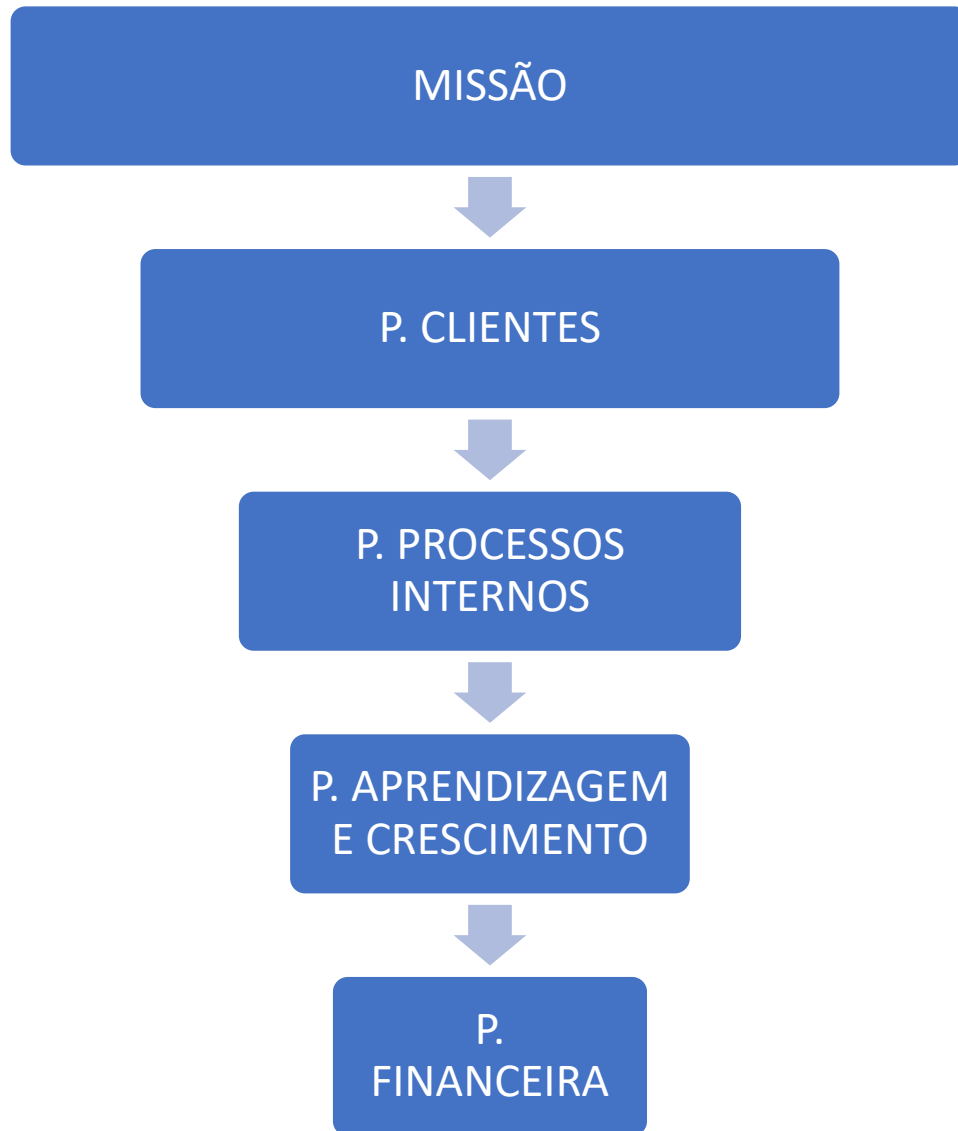 MISSÃO
P. CLIENTES
P. PROCESSOS
INTERNOS
P. APRENDIZAGEM
E CRESCIMENTO
P.
FINANCEIRA